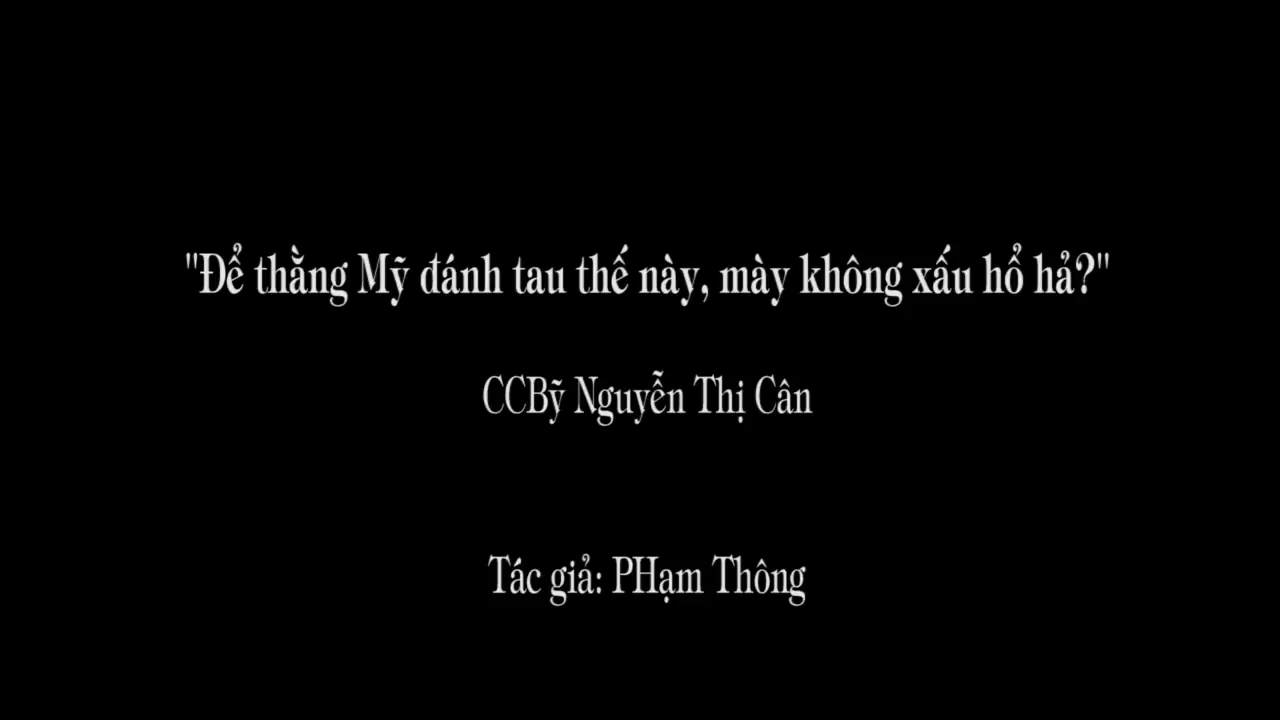 "Để thằng Mỹ đánh tau thế này, mày không xấu hổ hả?"
CCBỹ Nguyễn Thị Cân
Tác giả: PHạm Thông